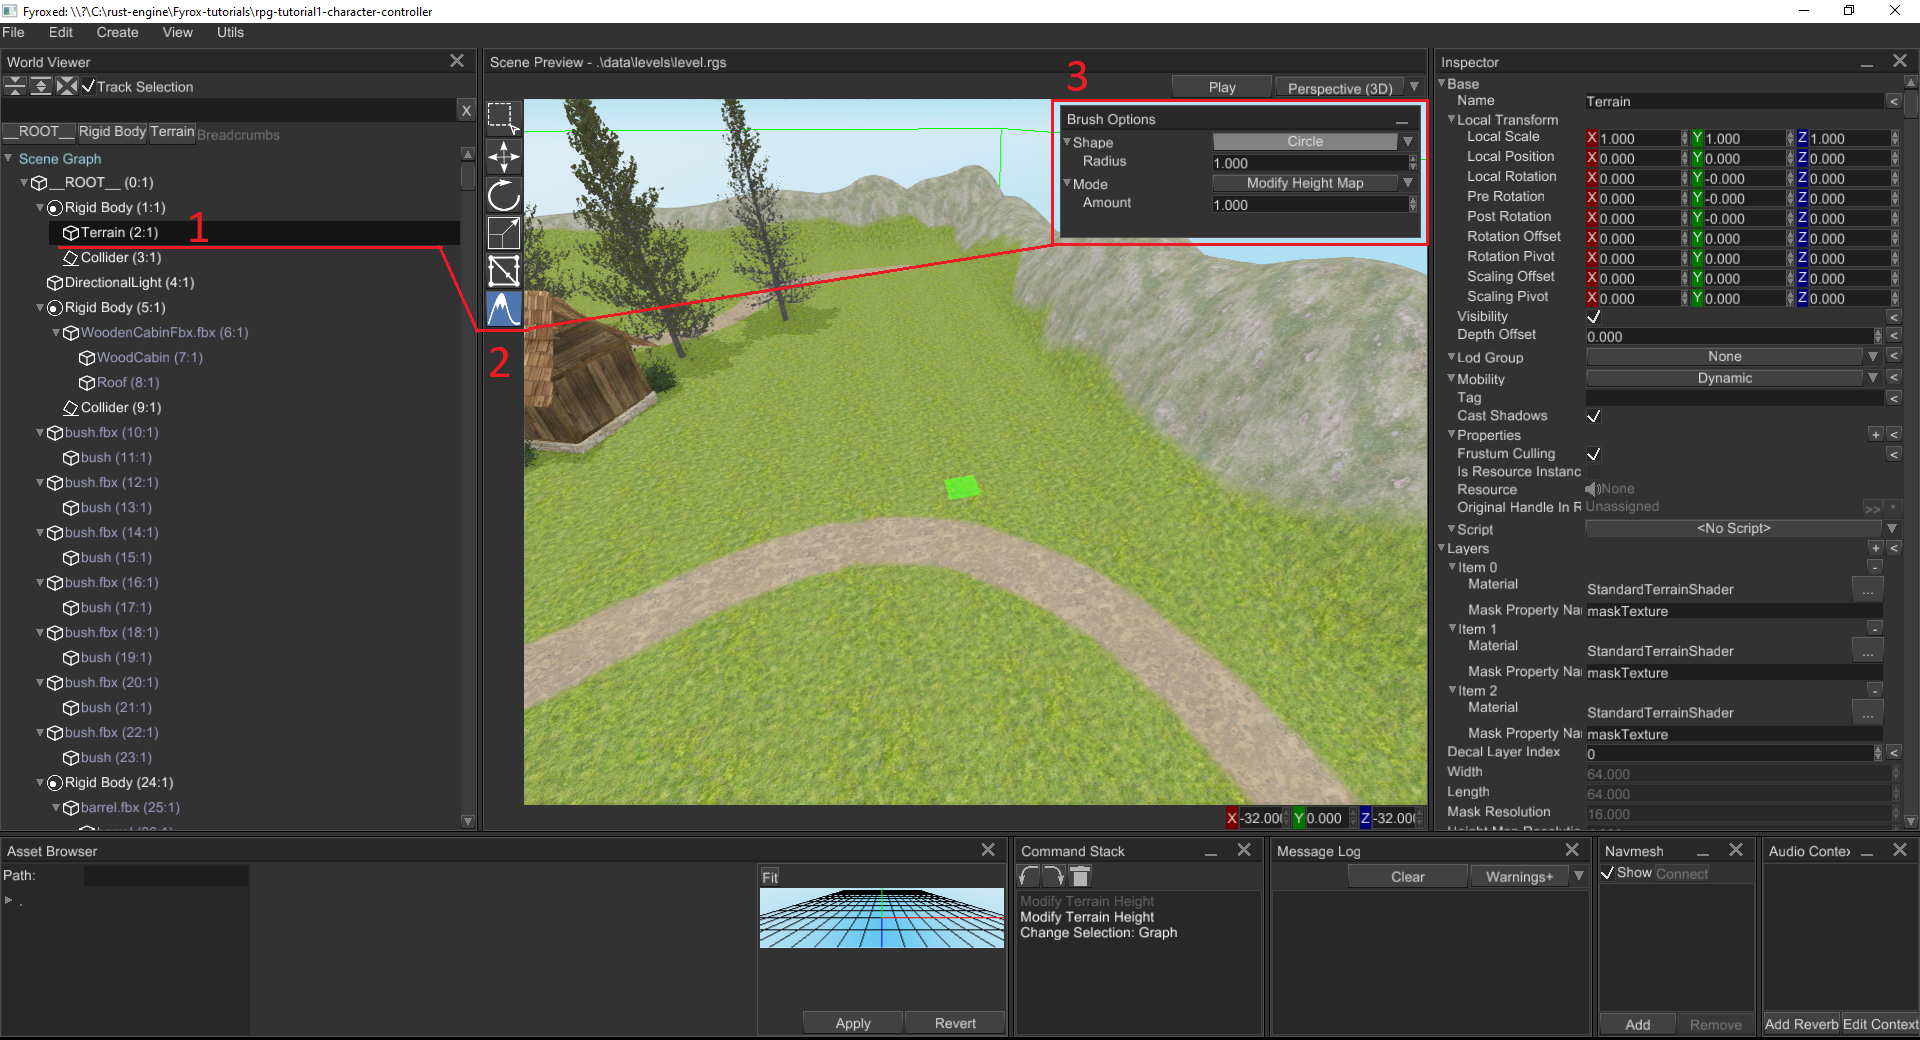 Fyroxed: \\?\C:\rust-engine\Fyrox-tutorials\rpg-tutorial1-character-controller
File Edit Create View Utils
World Viewer
Track Selection
X
__ROOT__ Rigid Body Terrain Breadcrumbs
Scene Graph
__ROOT__ (0:1)
Rigid Body (1:1)
Terrain (2:1)
1
Collider (3:1)
DirectionalLight (4:1)
Rigid Body (5:1)
WoodenCabinFbx.fbx (6:1)
WoodCabin (7:1)
Roof (8:1)
Collider (9:1)
bush.fbx (10:1)
bush (11:1)
bush.fbx (12:1)
bush (13:1)
bush.fbx (14:1)
bush (15:1)
bush.fbx (16:1)
bush (17:1)
bush.fbx (18:1)
bush (19:1)
bush.fbx (20:1)
bush (21:1)
bush.fbx (22:1)
bush (23:1)
Rigid Body (24:1)
barrel.fbx (25:1)
Scene Preview - .\data\levels\level.rgs
3
Play Perspective (3D)
2
Brush Options
Shape Circle
Radius 1.000
Mode Modify Height Map
Amount 1.000
X -32.00 Y 0.000 Z -32.00
Inspector
Base
Name Terrain <
Local Transform
Local Scale X 1.000 Y 1.000 Z 1.000
Local Position X 0.000 Y 0.000 Z 0.000
Local Rotation X 0.000 Y -0.000 Z 0.000
Pre Rotation X 0.000 Y -0.000 Z 0.000
Post Rotation X 0.000 Y -0.000 Z 0.000
Rotation Offset X 0.000 Y 0.000 Z 0.000
Rotation Pivot X 0.000 Y 0.000 Z 0.000
Scaling Offset X 0.000 Y 0.000 Z 0.000
Scaling Pivot X 0.000 Y 0.000 Z 0.000
Visibility <
Depth Offset 0.000 <
Lod Group None <
Mobility Dynamic <
Tag <
Cast Shadows
Properties + <
Frustum Culling <
Is Resource Instanc
Resource None
Original Handle In R Unassigned >> *
Script <No Script>
Layers + <
Item 0 -
Material StandardTerrainShader ...
Mask Property Na maskTexture
Item 1 -
Material StandardTerrainShader ...
Mask Property Na maskTexture
Item 2 -
Material StandardTerrainShader ...
Mask Property Na maskTexture
Decal Layer Index 0 <
Width 64.000
Length 64.000
Mask Resolution 16.000
Asset Browser
Path:
.
Fit
Apply Revert
Command Stack
Modify Terrain Height
Modify Terrain Height
Change Selection: Graph
Message Log
Clear Warnings+
Navmesh
Show Connect
Add Remove
Audio Contex
Add Reverb Edit Context